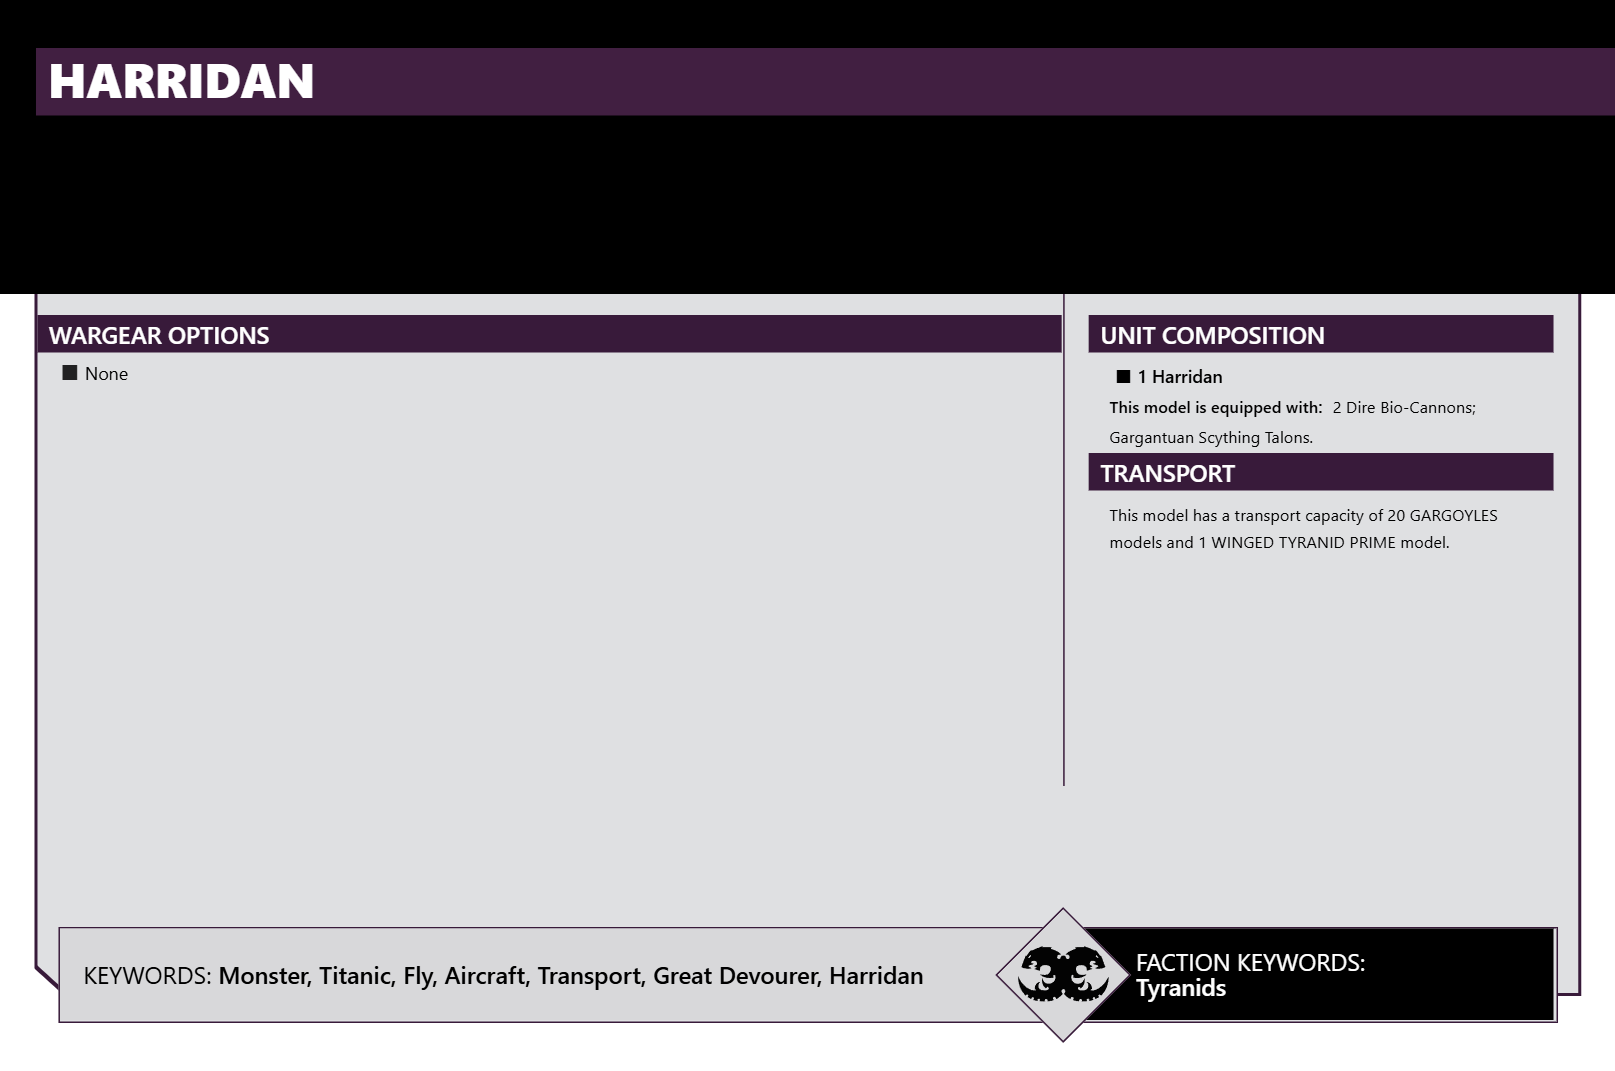 HARRIDAN
WARGEAR OPTIONS
■ None
UNIT COMPOSITION
■ 1 Harridan
This model is equipped with: 2 Dire Bio-Cannons;
Gargantuan Scything Talons.
TRANSPORT
This model has a transport capacity of 20 GARGOYLES
models and 1 WINGED TYRANID PRIME model.
KEYWORDS: Monster, Titanic, Fly, Aircraft, Transport, Great Devourer, Harridan
FACTION KEYWORDS:
Tyranids